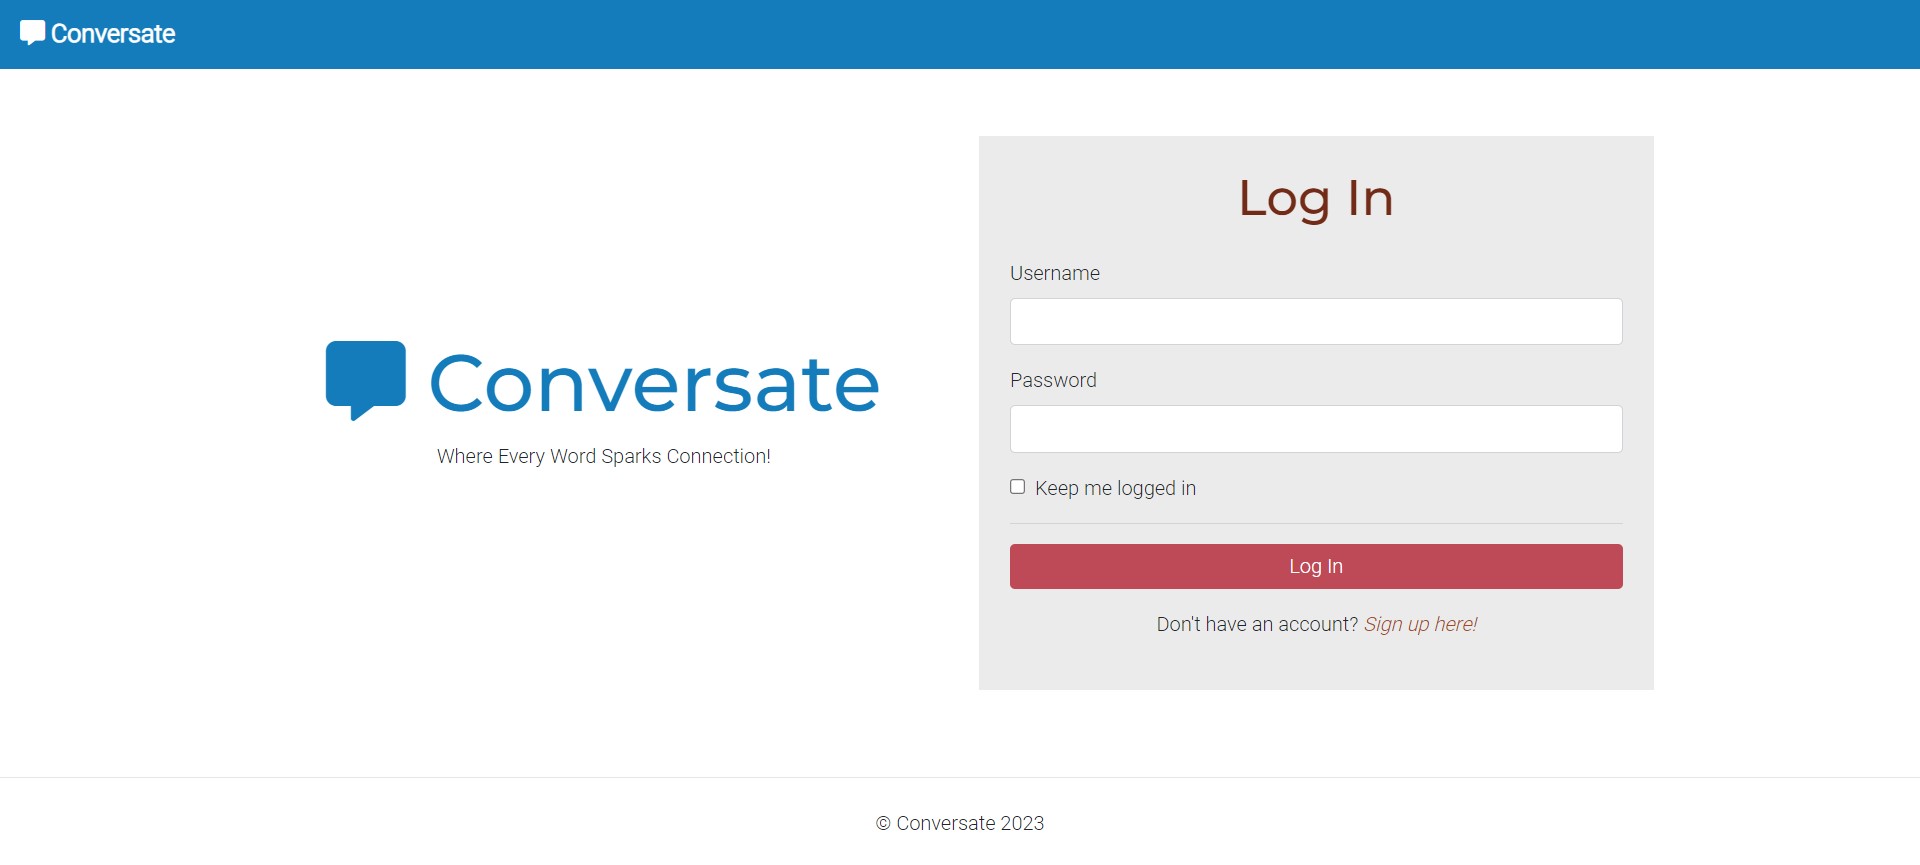 Conversate
Conversate
Where Every Word Sparks Connection!
Log In
Username
Password
Keep me logged in
Log In
Don't have an account? Sign up here!
© Conversate 2023